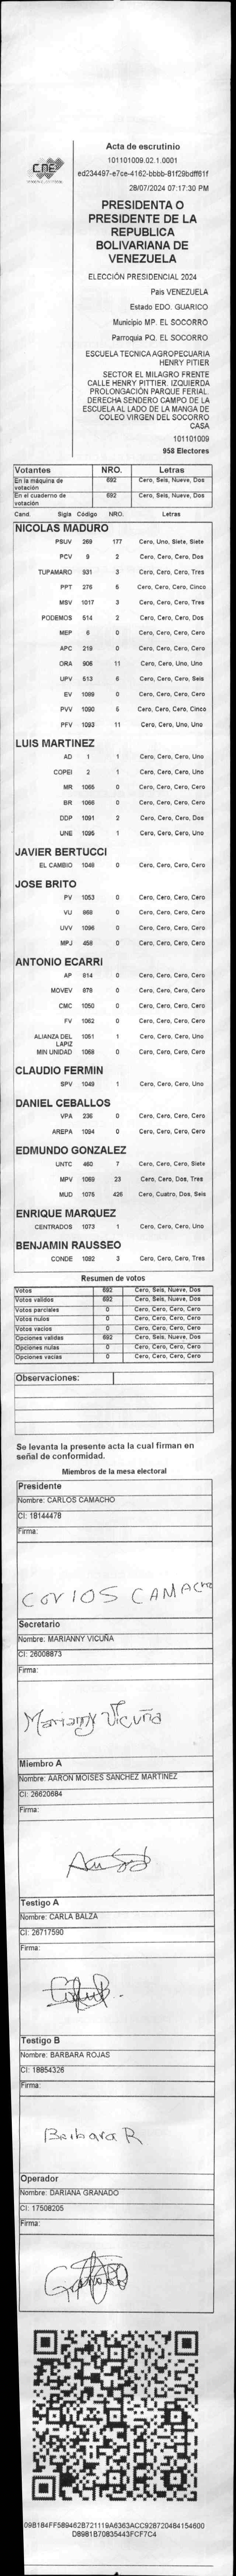 CNE
Acta de escrutinio
101101009.02.1.0001
ed234497-e7ce-4162-bbbb-81f29bdff61f
28/07/2024 07:17:30 PM
PRESIDENTA O
PRESIDENTE DE LA
REPUBLICA
BOLIVARIANA DE
VENEZUELA
ELECCIÓN PRESIDENCIAL 2024
País VENEZUELA
Estado EDO. GUARICO
Municipio MP. EL SOCORRO
Parroquia PQ. EL SOCORRO
ESCUELA TECNICA AGROPECUARIA
HENRY PITIER
SECTOR EL MILAGRO FRENTE
CALLE HENRY PITTIER. IZQUIERDA
PROLONGACIÓN PARQUE FERIAL.
DERECHA SENDERO CAMPO DE LA
ESCUELA AL LADO DE LA MANGA DE
COLEO VIRGEN DEL SOCORRO
CASA
101101009
958 Electores
Votantes NRO. Letras
En la máquina de votación 692 Cero, Seis, Nueve, Dos
En el cuaderno de votación 692 Cero, Seis, Nueve, Dos
Cand. Sigla Código NRO. Letras
NICOLAS MADURO
PSUV 269 177 Cero, Uno, Siete, Siete
PCV 9 2 Cero, Cero, Cero, Dos
TUPAMARO 931 3 Cero, Cero, Cero, Tres
PPT 276 5 Cero, Cero, Cero, Cinco
MSV 1017 3 Cero, Cero, Cero, Tres
PODEMOS 514 2 Cero, Cero, Cero, Dos
MEP 6 0 Cero, Cero, Cero, Cero
APC 219 0 Cero, Cero, Cero, Cero
ORA 906 11 Cero, Cero, Uno, Uno
UPV 513 6 Cero, Cero, Cero, Seis
EV 1089 0 Cero, Cero, Cero, Cero
PVV 1090 5 Cero, Cero, Cero, Cinco
PFV 1093 11 Cero, Cero, Uno, Uno
LUIS MARTINEZ
AD 1 1 Cero, Cero, Cero, Uno
COPEI 2 1 Cero, Cero, Cero, Uno
MR 1065 0 Cero, Cero, Cero, Cero
BR 1066 0 Cero, Cero, Cero, Cero
DDP 1091 2 Cero, Cero, Cero, Dos
UNE 1095 1 Cero, Cero, Cero, Uno
JAVIER BERTUCCI
EL CAMBIO 1048 0 Cero, Cero, Cero, Cero
JOSE BRITO
PV 1053 0 Cero, Cero, Cero, Cero
VU 868 0 Cero, Cero, Cero, Cero
UVV 1096 0 Cero, Cero, Cero, Cero
MPJ 458 0 Cero, Cero, Cero, Cero
ANTONIO ECARRI
AP 814 0 Cero, Cero, Cero, Cero
MOVEV 878 0 Cero, Cero, Cero, Cero
CMC 1050 0 Cero, Cero, Cero, Cero
FV 1062 0 Cero, Cero, Cero, Cero
ALIANZA DEL LAPIZ 1061 1 Cero, Cero, Cero, Uno
MIN UNIDAD 1068 0 Cero, Cero, Cero, Cero
CLAUDIO FERMIN
SPV 1049 1 Cero, Cero, Cero, Uno
DANIEL CEBALLOS
VPA 236 0 Cero, Cero, Cero, Cero
AREPA 1094 0 Cero, Cero, Cero, Cero
EDMUNDO GONZALEZ
UNTC 460 7 Cero, Cero, Cero, Siete
MPV 1069 23 Cero, Cero, Dos, Tres
MUD 1076 426 Cero, Cuatro, Dos, Seis
ENRIQUE MARQUEZ
CENTRADOS 1073 1 Cero, Cero, Cero, Uno
BENJAMIN RAUSSEO
CONDE 1082 3 Cero, Cero, Cero, Tres
Resumen de votos
Votos 692 Cero, Seis, Nueve, Dos
Votos validos 692 Cero, Seis, Nueve, Dos
Votos parciales 0 Cero, Cero, Cero, Cero
Votos nulos 0 Cero, Cero, Cero, Cero
Votos vacios 0 Cero, Cero, Cero, Cero
Opciones validas 692 Cero, Seis, Nueve, Dos
Opciones nulas 0 Cero, Cero, Cero, Cero
Opciones vacias 0 Cero, Cero, Cero, Cero
Observaciones:
Se levanta la presente acta la cual firman en
señal de conformidad.
Miembros de la mesa electoral
Presidente
Nombre: CARLOS CAMACHO
CI: 18144478
Firma:
CARLOS CAMACHO
Secretario
Nombre: MARIANNY VICUÑA
CI: 26008873
Firma:
Marianny Vicuña
Miembro A
Nombre: AARON MOISES SANCHEZ MARTINEZ
CI: 26620684
Firma:
Testigo A
Nombre: CARLA BALZA
CI: 26717590
Firma:
Testigo B
Nombre: BARBARA ROJAS
CI: 18854326
Firma:
Barbara R
Operador
Nombre: DARIANA GRANADO
CI: 17508205
Firma:
09B184FF589462B721119A6363ACC928720484154600
D8981B70835443FCF7C4